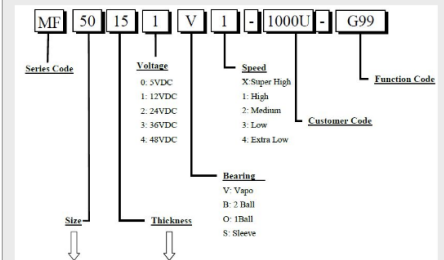 MF 50 15 1 V 1 - 1000U - G99
Series Code
Voltage
0: 5VDC
1: 12VDC
2: 24VDC
3: 36VDC
4: 48VDC
Speed
X:Super High
1: High
2: Medium
3: Low
4: Extra Low
Function Code
Customer Code
Bearing
V: Vapo
B: 2 Ball
O: 1Ball
S: Sleeve
Size
Thickness